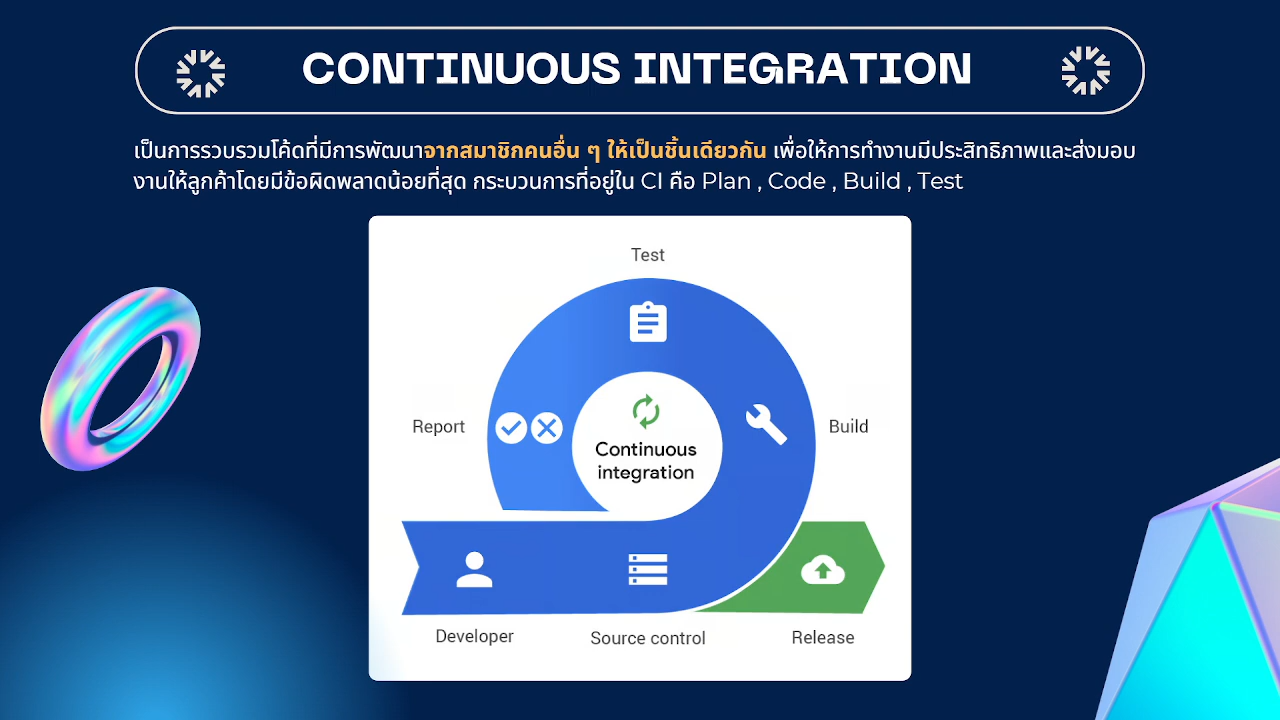 CONTINUOUS INTEGRATION
เป็นการรวบรวมโค้ดที่มีการพัฒนาจากสมาชิกคนอื่น ๆ ให้เป็นชิ้นเดียวกัน เพื่อให้การทำงานมีประสิทธิภาพและส่งมอบ
งานให้ลูกค้าโดยมีข้อผิดพลาดน้อยที่สุด กระบวนการที่อยู่ใน CI คือ Plan , Code , Build , Test
Test
Report
Build
Continuous
integration
Developer
Source control
Release